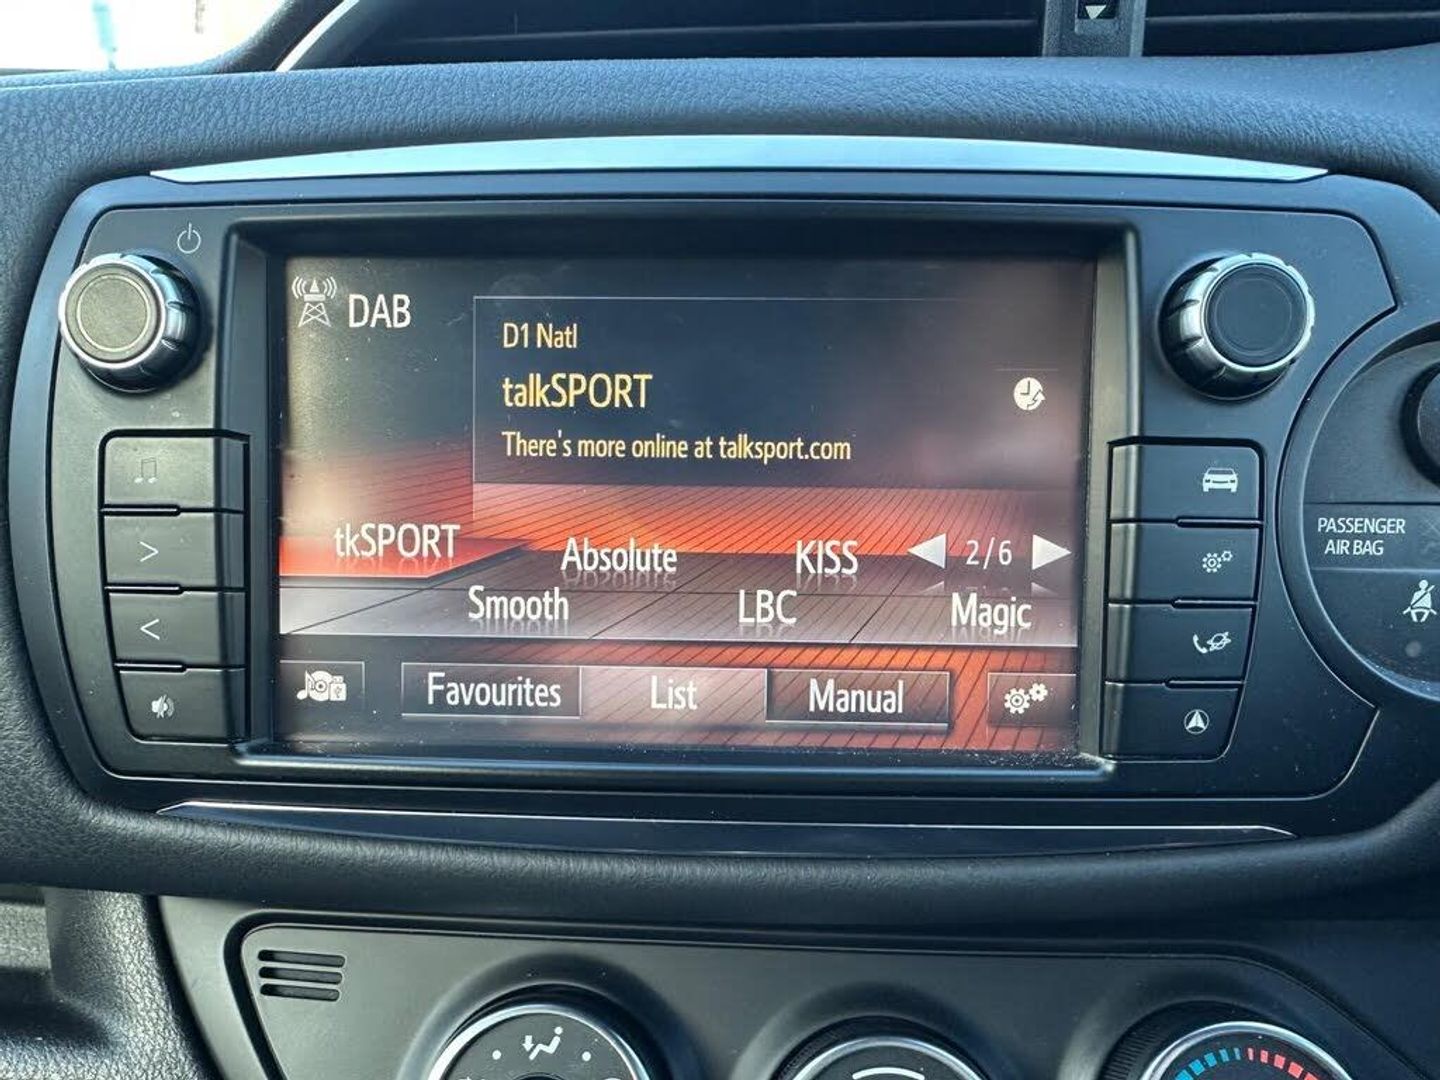 DAB
D1 Natl
talkSPORT
There's more online at talksport.com
tkSPORT Absolute KISS 2/6
Smooth LBC Magic
Favourites List Manual
PASSENGER
AIR BAG